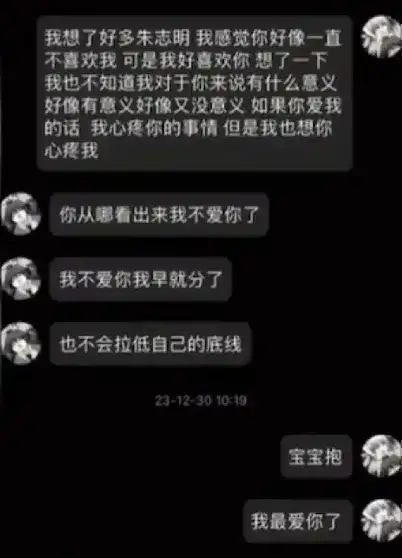 我想了好多朱志明 我感觉你好像一直
不喜欢我 可是我好喜欢你 想了一下
我也不知道我对于你来说有什么意义
好像有意义好像又没意义 如果你爱我
的话 我心疼你的事情 但是我也想你
心疼我
你从哪看出来我不爱你了
我不爱你我早就分了
也不会拉低自己的底线
23-12-30 10:19
宝宝抱
我最爱你了